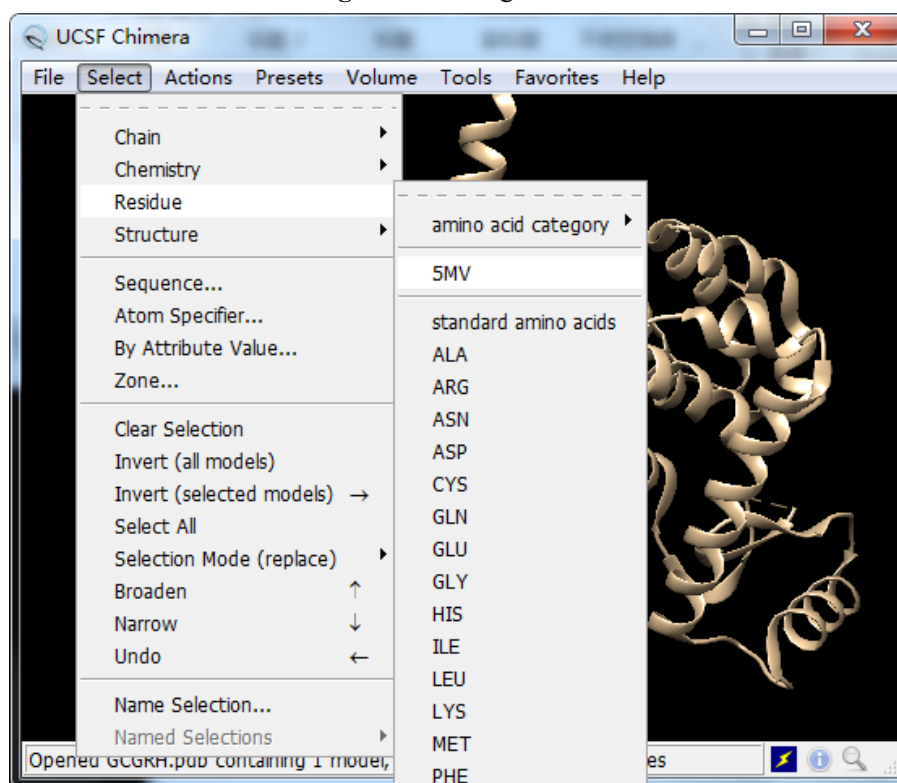 UCSF Chimera
File Select Actions Presets Volume Tools Favorites Help
Chain
Chemistry
Residue
Structure
Sequence...
Atom Specifier...
By Attribute Value...
Zone...
Clear Selection
Invert (all models)
Invert (selected models) →
Select All
Selection Mode (replace)
Broaden ↑
Narrow ↓
Undo ←
Name Selection...
Named Selections
amino acid category
5MV
standard amino acids
ALA
ARG
ASN
ASP
CYS
GLN
GLU
GLY
HIS
ILE
LEU
LYS
MET
PHE
Opened GCGRH.pdb containing 1 model,